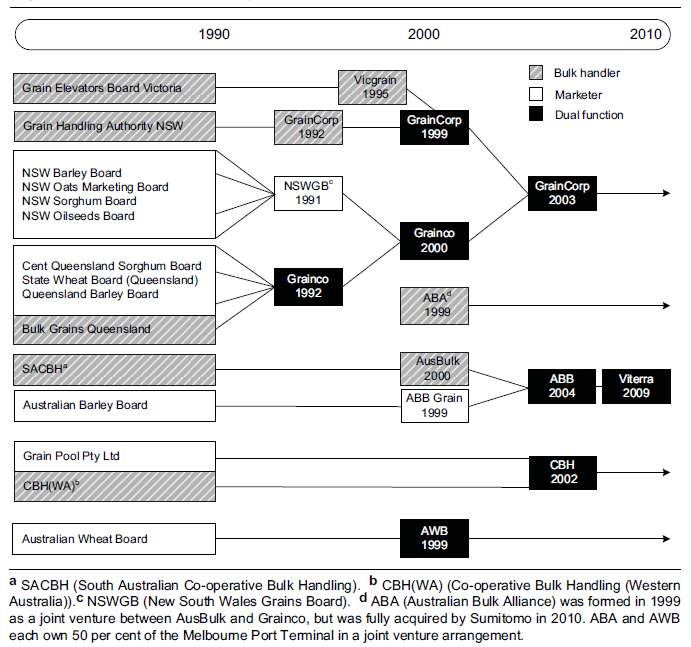 1990 2000 2010
Bulk handler
Marketer
Dual function
Grain Elevators Board Victoria
Vicgrain
1995
Grain Handling Authority NSW
GrainCorp
1992
GrainCorp
1999
NSW Barley Board
NSW Oats Marketing Board
NSW Sorghum Board
NSW Oilseeds Board
NSWGBc
1991
GrainCorp
2003
Grainco
2000
Cent Queensland Sorghum Board
State Wheat Board (Queensland)
Queensland Barley Board
Bulk Grains Queensland
Grainco
1992
ABAd
1999
SACBHa
AusBulk
2000
Australian Barley Board
ABB Grain
1999
ABB
2004
Viterra
2009
Grain Pool Pty Ltd
CBH(WA)b
CBH
2002
Australian Wheat Board
AWB
1999
a SACBH (South Australian Co-operative Bulk Handling). b CBH(WA) (Co-operative Bulk Handling (Western
Australia)).c NSWGB (New South Wales Grains Board). d ABA (Australian Bulk Alliance) was formed in 1999
as a joint venture between AusBulk and Grainco, but was fully acquired by Sumitomo in 2010. ABA and AWB
each own 50 per cent of the Melbourne Port Terminal in a joint venture arrangement.